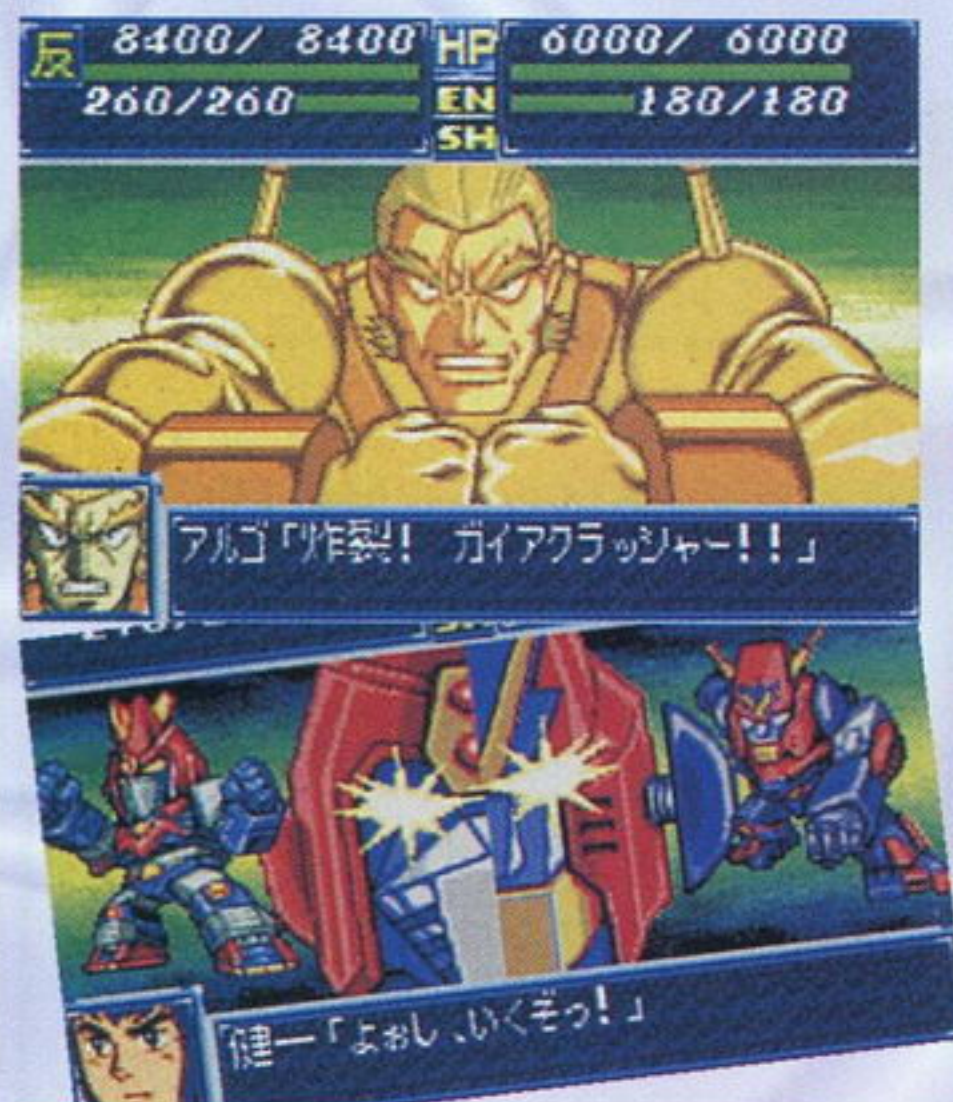 反 8400/ 8400 HP 6000/ 6000
260/260 EN 180/180
SH
アルゴ「炸裂! ガイアクラッシャー!!」
健一「よぉし、いくぞっ!」